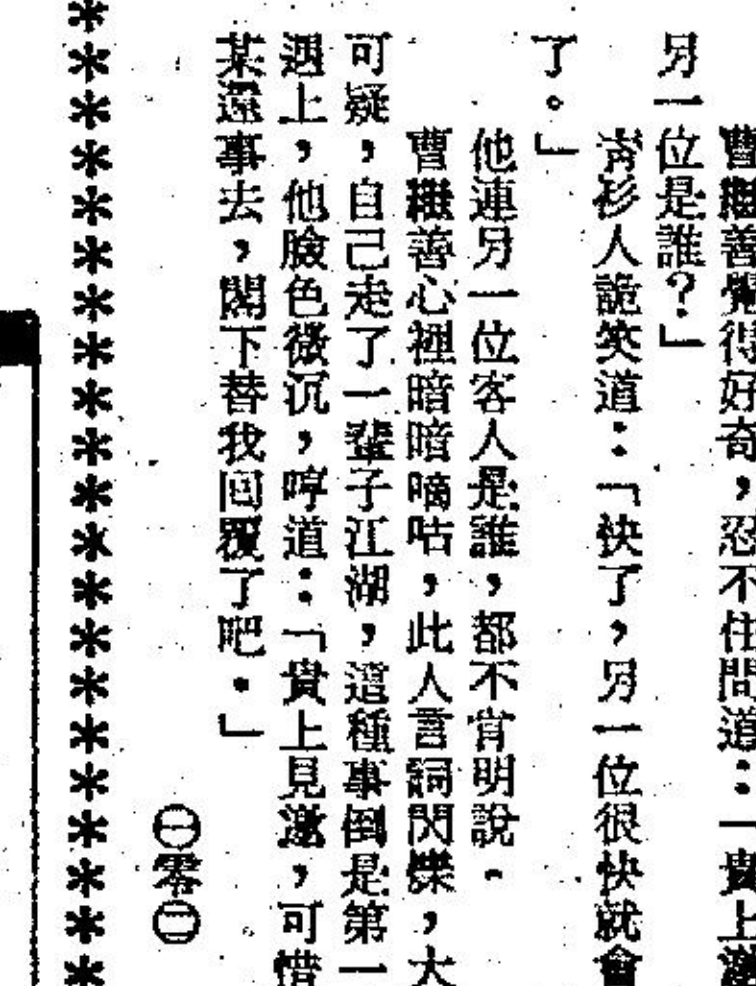 曹繼善覺得好奇，忍不住問道：「貴上邀
另一位是誰？」
青衫人詭笑道：「快了，另一位很快就會
了。」
他連另一位客人是誰，都不肯明說。
曹繼善心裡暗暗嘀咕，此人言詞閃爍，大
可疑，自己走了一輩子江湖，這種事倒是第一
遇上，他臉色微沉，哼道：「貴上見邀，可惜
某還事去，閣下替我回覆了吧。」
㊀零㊁
＊＊＊＊＊＊＊＊＊＊＊＊＊＊＊＊＊＊＊＊